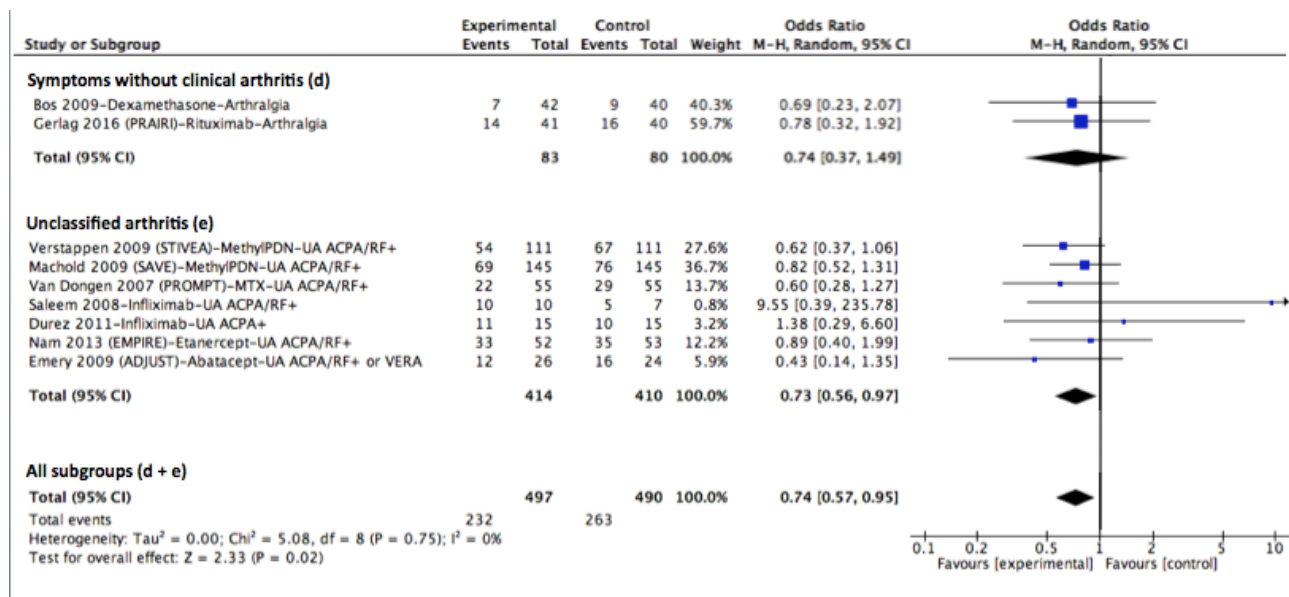 Experimental Control Odds Ratio Odds Ratio
Study or Subgroup Events Total Events Total Weight M-H, Random, 95% CI M-H, Random, 95% CI
Symptoms without clinical arthritis (d)
Bos 2009-Dexamethasone-Arthralgia 7 42 9 40 40.3% 0.69 [0.23, 2.07]
Gerlag 2016 (PRAIRI)-Rituximab-Arthralgia 14 41 16 40 59.7% 0.78 [0.32, 1.92]
Total (95% CI) 83 80 100.0% 0.74 [0.37, 1.49]
Unclassified arthritis (e)
Verstappen 2009 (STIVEA)-MethylPDN-UA ACPA/RF+ 54 111 67 111 27.6% 0.62 [0.37, 1.06]
Machold 2009 (SAVE)-MethylPDN-UA ACPA/RF+ 69 145 76 145 36.7% 0.82 [0.52, 1.31]
Van Dongen 2007 (PROMPT)-MTX-UA ACPA/RF+ 22 55 29 55 13.7% 0.60 [0.28, 1.27]
Saleem 2008-Infliximab-UA ACPA/RF+ 10 10 5 7 0.8% 9.55 [0.39, 235.78]
Durez 2011-Infliximab-UA ACPA+ 11 15 10 15 3.2% 1.38 [0.29, 6.60]
Nam 2013 (EMPIRE)-Etanercept-UA ACPA/RF+ 33 52 35 53 12.2% 0.89 [0.40, 1.99]
Emery 2009 (ADJUST)-Abatacept-UA ACPA/RF+ or VERA 12 26 16 24 5.9% 0.43 [0.14, 1.35]
Total (95% CI) 414 410 100.0% 0.73 [0.56, 0.97]
All subgroups (d + e)
Total (95% CI) 497 490 100.0% 0.74 [0.57, 0.95]
Total events 232 263
Heterogeneity: Tau² = 0.00; Chi² = 5.08, df = 8 (P = 0.75); I² = 0%
Test for overall effect: Z = 2.33 (P = 0.02)
0.1 0.2 0.5 1 2 5 10
Favours [experimental] Favours [control]